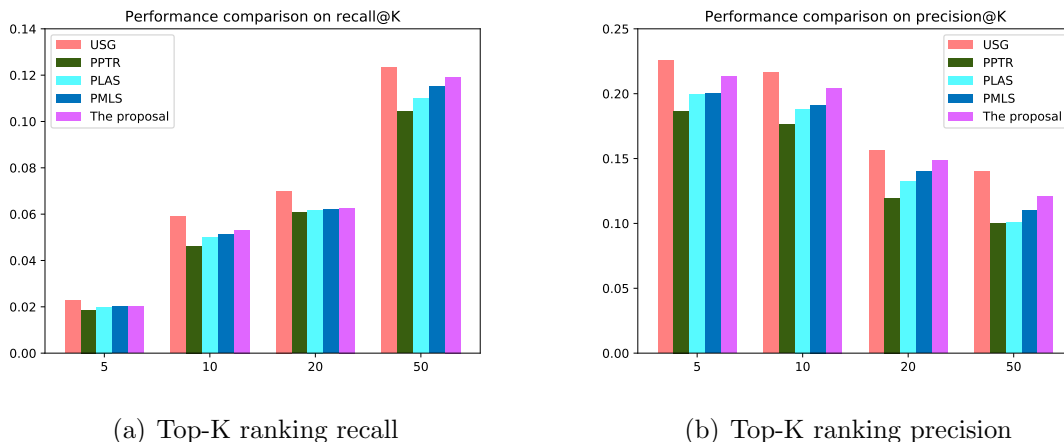 Performance comparison on recall@K
0.14
0.12
0.10
0.08
0.06
0.04
0.02
0.00
USG
PPTR
PLAS
PMLS
The proposal
5
10
20
50
(a) Top-K ranking recall
Performance comparison on precision@K
0.25
0.20
0.15
0.10
0.05
0.00
USG
PPTR
PLAS
PMLS
The proposal
5
10
20
50
(b) Top-K ranking precision